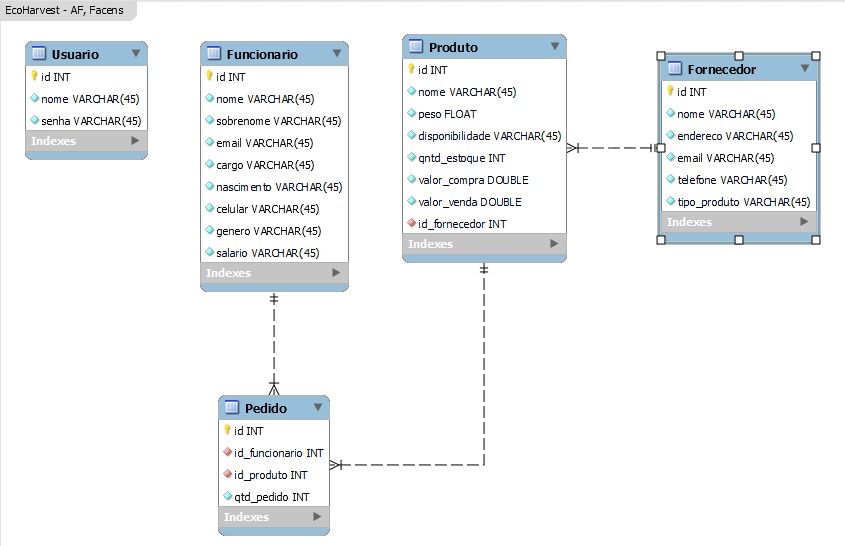 EcoHarvest - AF, Facens
Usuario
id INT
nome VARCHAR(45)
senha VARCHAR(45)
Indexes
Funcionario
id INT
nome VARCHAR(45)
sobrenome VARCHAR(45)
email VARCHAR(45)
cargo VARCHAR(45)
nascimento VARCHAR(45)
celular VARCHAR(45)
genero VARCHAR(45)
salario VARCHAR(45)
Indexes
Produto
id INT
nome VARCHAR(45)
peso FLOAT
disponibilidade VARCHAR(45)
qntd_estoque INT
valor_compra DOUBLE
valor_venda DOUBLE
id_fornecedor INT
Indexes
Fornecedor
id INT
nome VARCHAR(45)
endereco VARCHAR(45)
email VARCHAR(45)
telefone VARCHAR(45)
tipo_produto VARCHAR(45)
Indexes
Pedido
id INT
id_funcionario INT
id_produto INT
qtd_pedido INT
Indexes